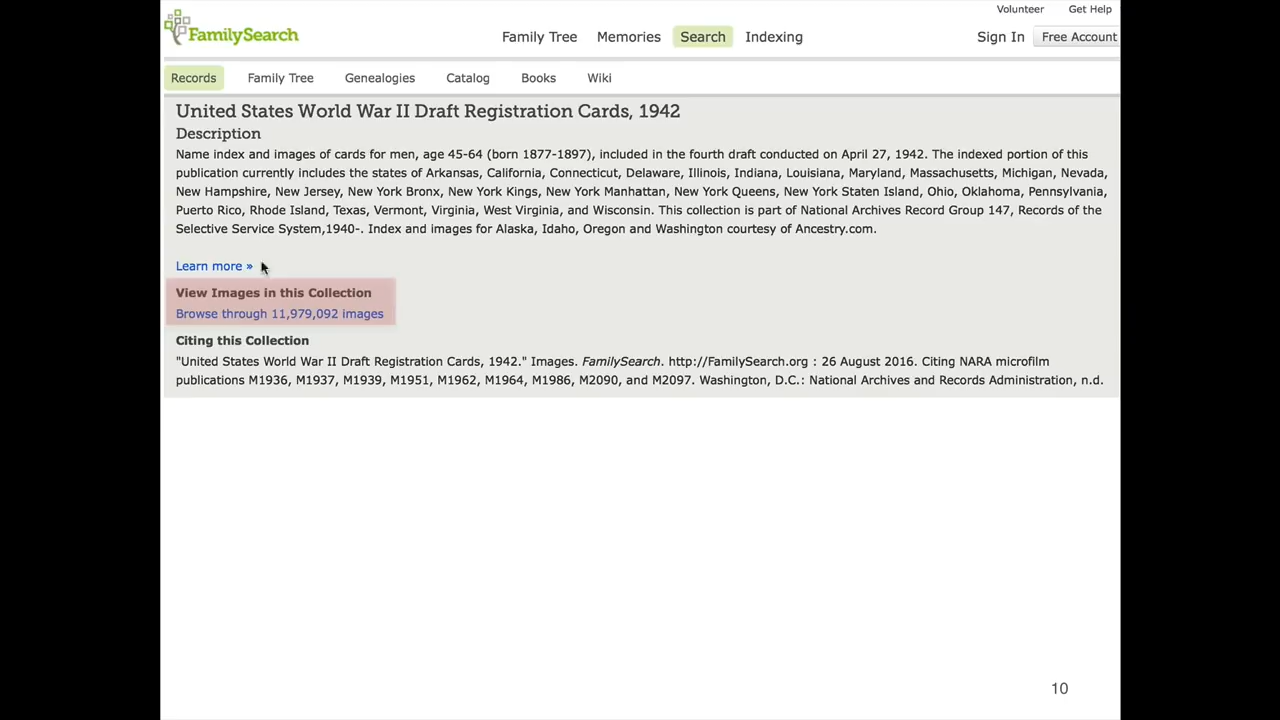 Volunteer Get Help
FamilySearch
Family Tree Memories Search Indexing Sign In Free Account
Records Family Tree Genealogies Catalog Books Wiki
United States World War II Draft Registration Cards, 1942
Description
Name index and images of cards for men, age 45-64 (born 1877-1897), included in the fourth draft conducted on April 27, 1942. The indexed portion of this
publication currently includes the states of Arkansas, California, Connecticut, Delaware, Illinois, Indiana, Louisiana, Maryland, Massachusetts, Michigan, Nevada,
New Hampshire, New Jersey, New York Bronx, New York Kings, New York Manhattan, New York Queens, New York Staten Island, Ohio, Oklahoma, Pennsylvania,
Puerto Rico, Rhode Island, Texas, Vermont, Virginia, West Virginia, and Wisconsin. This collection is part of National Archives Record Group 147, Records of the
Selective Service System,1940-. Index and images for Alaska, Idaho, Oregon and Washington courtesy of Ancestry.com.
Learn more »
View Images in this Collection
Browse through 11,979,092 images
Citing this Collection
"United States World War II Draft Registration Cards, 1942." Images. FamilySearch. http://FamilySearch.org : 26 August 2016. Citing NARA microfilm
publications M1936, M1937, M1939, M1951, M1962, M1964, M1986, M2090, and M2097. Washington, D.C.: National Archives and Records Administration, n.d.
10